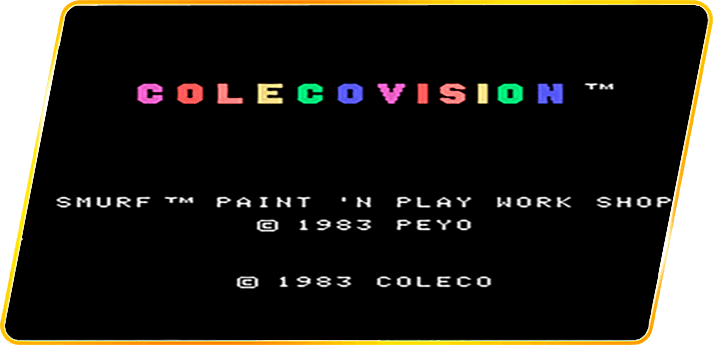 COLECOVISION™
SMURF™ PAINT 'N PLAY WORK SHOP
© 1983 PEYO
© 1983 COLECO